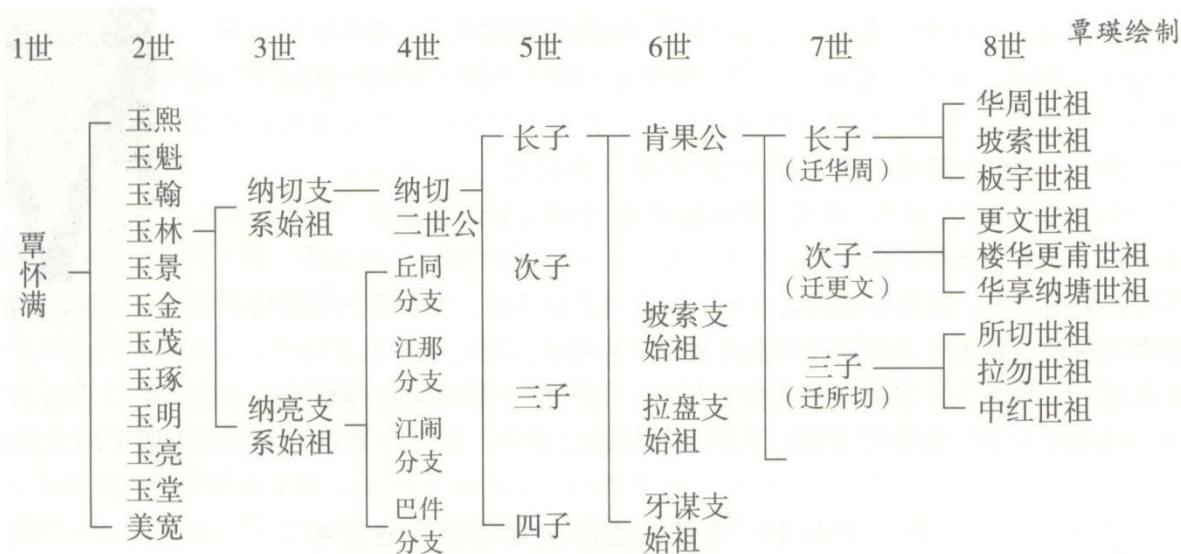 1世 2世 3世 4世 5世 6世 7世 8世
覃瑛绘制
覃怀满
玉熙
玉魁
玉翰
玉林
玉景
玉金
玉茂
玉琢
玉明
玉亮
玉堂
美宽
纳切支
系始祖
纳亮支
系始祖
纳切
二世公
丘同
分支
江那
分支
江闹
分支
巴件
分支
长子
次子
三子
四子
肯果公
坡索支
始祖
拉盘支
始祖
牙谋支
始祖
长子
(迁华周)
次子
(迁更文)
三子
(迁所切)
华周世祖
坡索世祖
板宇世祖
更文世祖
楼华更甫世祖
华享纳塘世祖
所切世祖
拉勿世祖
中红世祖